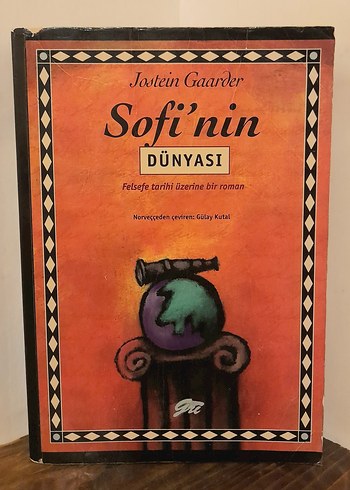 Jostein Gaarder
Sofi'nin
DÜNYASI
Felsefe tarihi üzerine bir roman
Norveççeden çeviren: Gülay Kutal